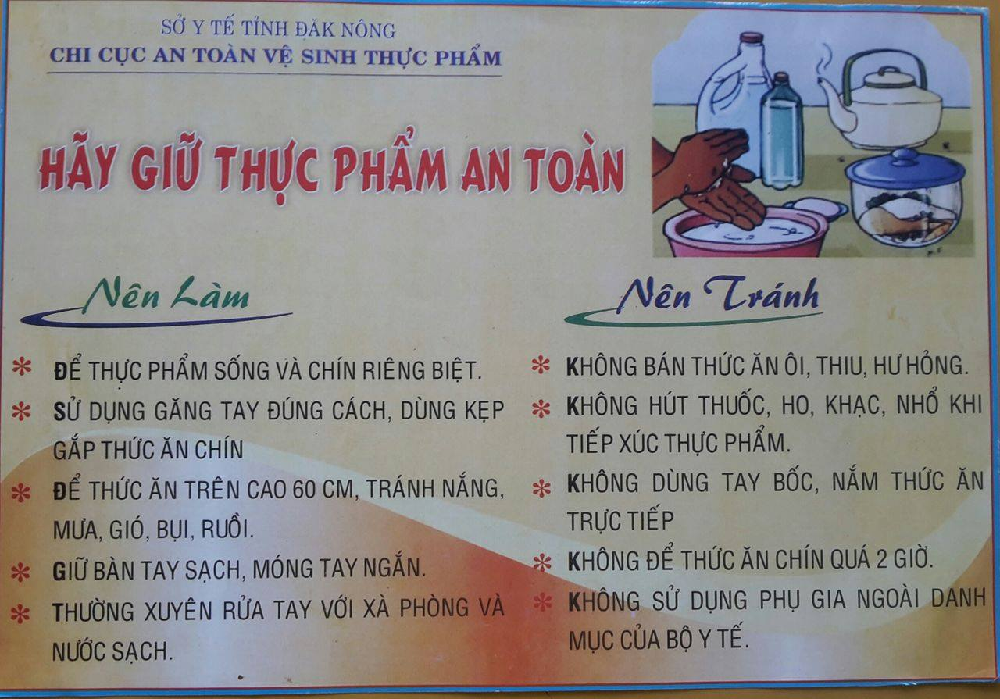 SỞ Y TẾ TỈNH ĐĂK NÔNG
CHI CỤC AN TOÀN VỆ SINH THỰC PHẨM
HÃY GIỮ THỰC PHẨM AN TOÀN
Nên Làm
* ĐỂ THỰC PHẨM SỐNG VÀ CHÍN RIÊNG BIỆT.
* SỬ DỤNG GĂNG TAY ĐÚNG CÁCH, DÙNG KẸP
GẮP THỨC ĂN CHÍN
* ĐỂ THỨC ĂN TRÊN CAO 60 CM, TRÁNH NẮNG,
MƯA, GIÓ, BỤI, RUỒI.
* GIỮ BÀN TAY SẠCH, MÓNG TAY NGẮN.
* THƯỜNG XUYÊN RỬA TAY VỚI XÀ PHÒNG VÀ
NƯỚC SẠCH.
Nên Tránh
* KHÔNG BÁN THỨC ĂN ÔI, THIU, HƯ HỎNG.
* KHÔNG HÚT THUỐC, HO, KHẠC, NHỔ KHI
TIẾP XÚC THỰC PHẨM.
* KHÔNG DÙNG TAY BỐC, NẮM THỨC ĂN
TRỰC TIẾP
* KHÔNG ĐỂ THỨC ĂN CHÍN QUÁ 2 GIỜ.
* KHÔNG SỬ DỤNG PHỤ GIA NGOÀI DANH
MỤC CỦA BỘ Y TẾ.